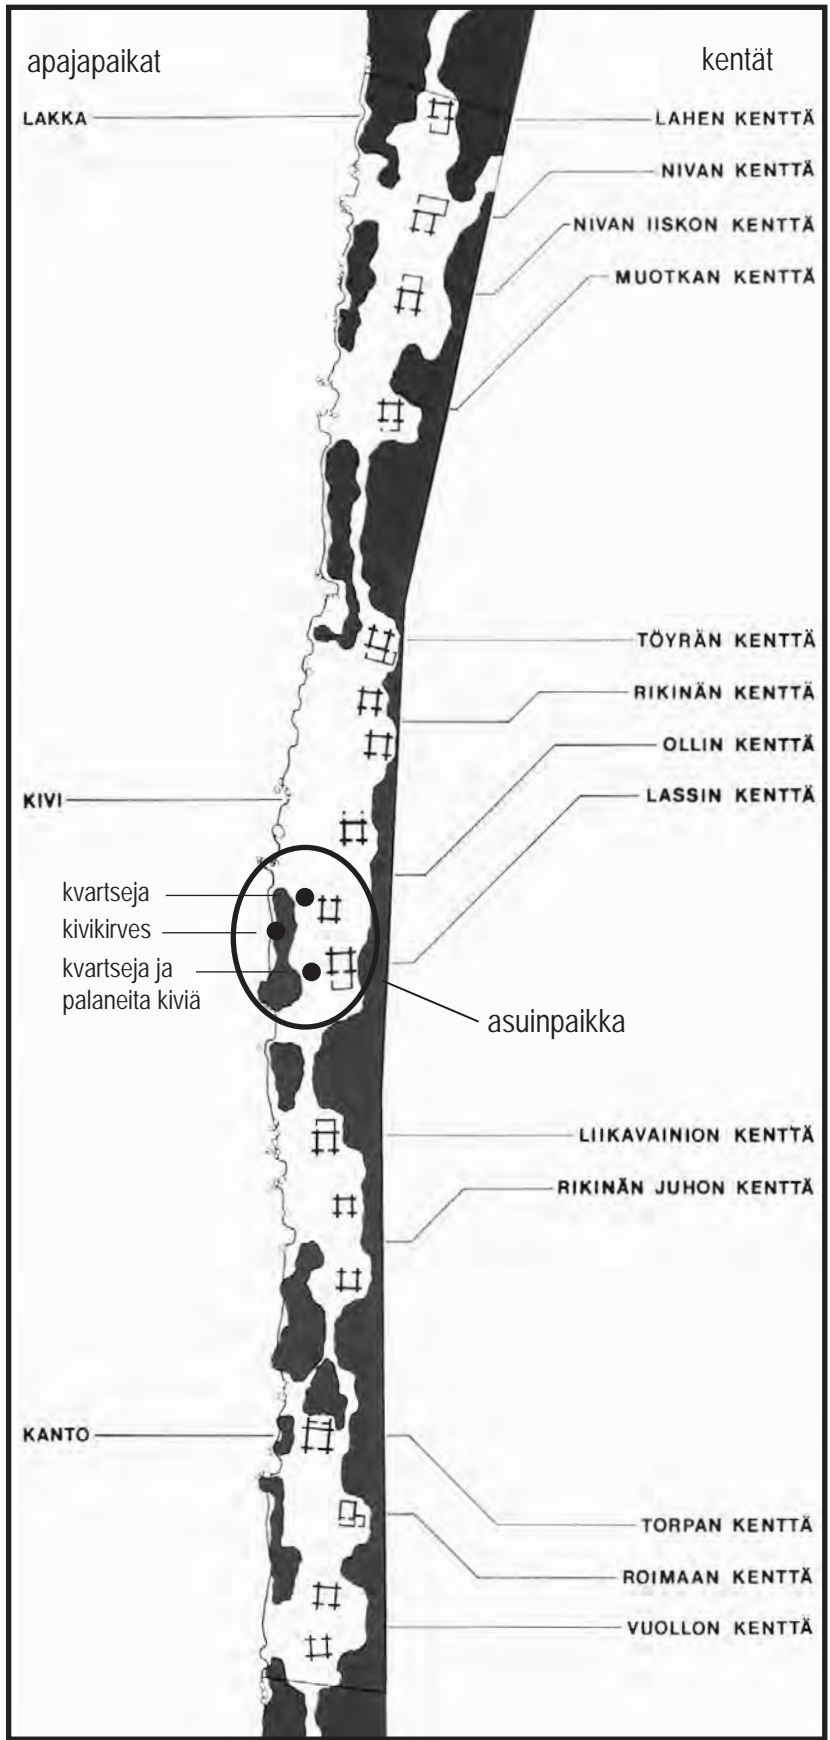 apajapaikat
kentät
LAKKA
LAHEN KENTTÄ
NIVAN KENTTÄ
NIVAN IISKON KENTTÄ
MUOTKAN KENTTÄ
TÖYRÄN KENTTÄ
RIKINÄN KENTTÄ
OLLIN KENTTÄ
LASSIN KENTTÄ
KIVI
kvartseja
kivikirves
kvartseja ja
palaneita kiviä
asuinpaikka
LIIKAVAINION KENTTÄ
RIKINÄN JUHON KENTTÄ
KANTO
TORPAN KENTTÄ
ROIMAAN KENTTÄ
VUOLLON KENTTÄ